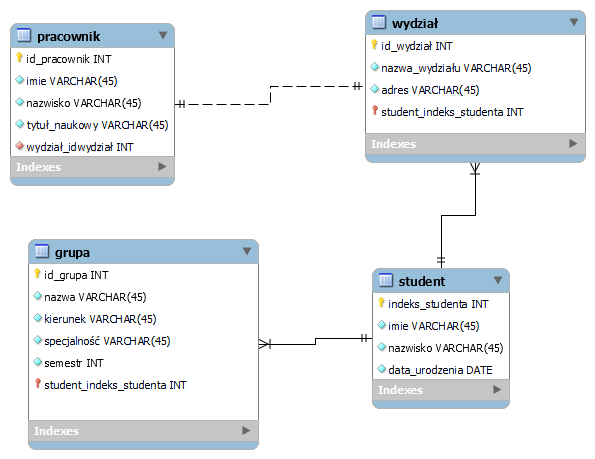 pracownik
id_pracownik INT
imie VARCHAR(45)
nazwisko VARCHAR(45)
tytuł_naukowy VARCHAR(45)
wydział_idwydział INT
Indexes
wydział
id_wydział INT
nazwa_wydziału VARCHAR(45)
adres VARCHAR(45)
student_indeks_studenta INT
Indexes
grupa
id_grupa INT
nazwa VARCHAR(45)
kierunek VARCHAR(45)
specjalność VARCHAR(45)
semestr INT
student_indeks_studenta INT
Indexes
student
indeks_studenta INT
imie VARCHAR(45)
nazwisko VARCHAR(45)
data_urodzenia DATE
Indexes